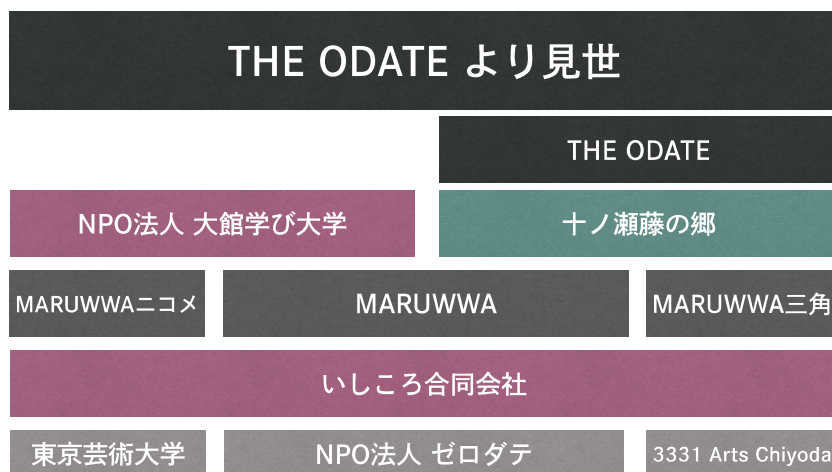 THE ODATE より見世
THE ODATE
NPO法人 大館学び大学
十ノ瀬藤の郷
MARUWWAニコメ
MARUWWA
MARUWWA三角
いしころ合同会社
東京芸術大学
NPO法人 ゼロダテ
3331 Arts Chiyoda